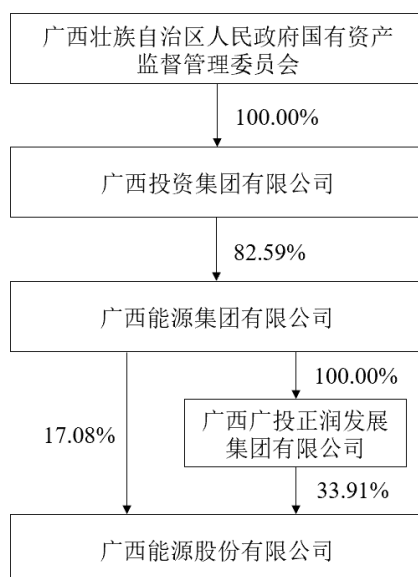 广西壮族自治区人民政府国有资产
监督管理委员会
100.00%
广西投资集团有限公司
82.59%
广西能源集团有限公司
100.00%
17.08%
广西广投正润发展
集团有限公司
33.91%
广西能源股份有限公司